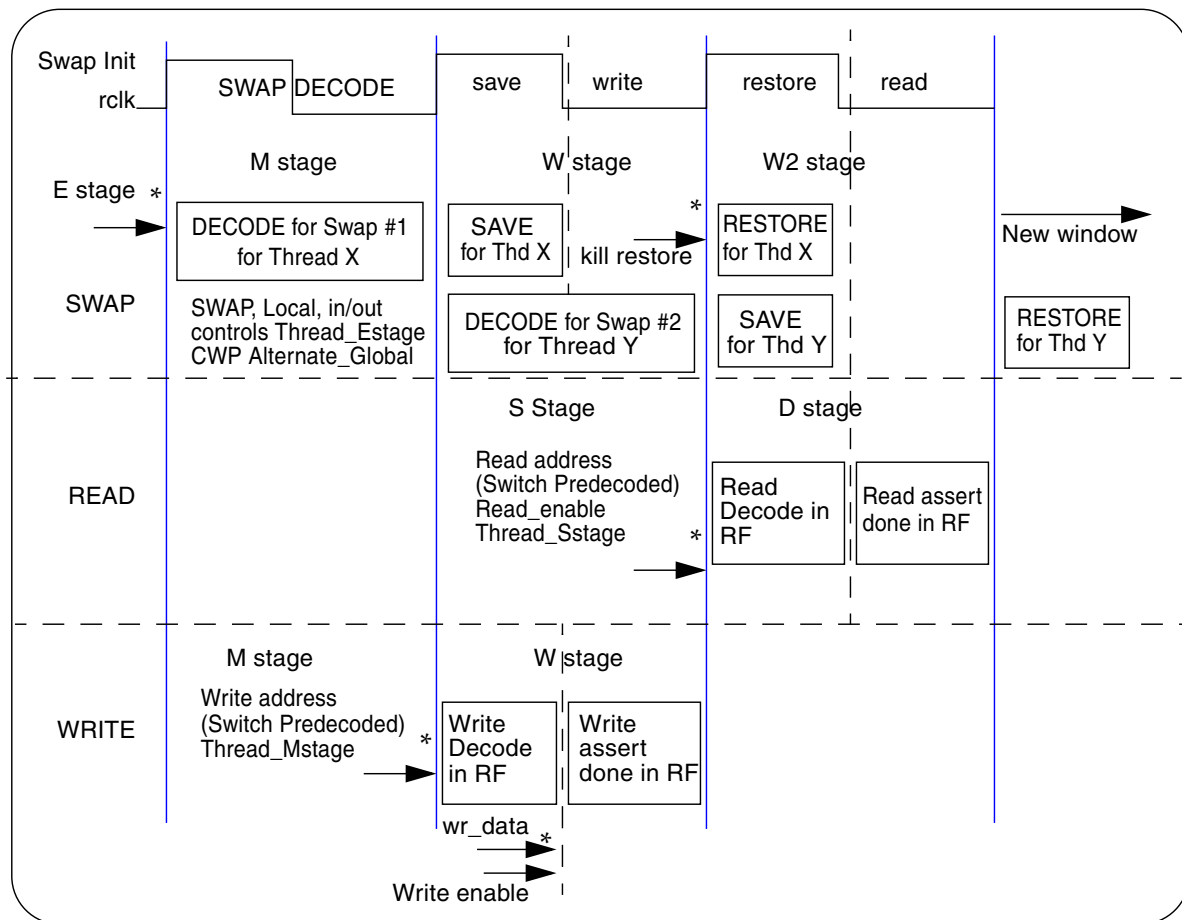 Swap Init
rclk
SWAP DECODE
save
write
restore
read
M stage
W stage
W2 stage
E stage
*
DECODE for Swap #1
for Thread X
SAVE
for Thd X
kill restore
*
RESTORE
for Thd X
New window
SWAP
SWAP, Local, in/out
controls Thread_Estage
CWP Alternate_Global
DECODE for Swap #2
for Thread Y
SAVE
for Thd Y
RESTORE
for Thd Y
S Stage
D stage
READ
Read address
(Switch Predecoded)
Read_enable
Thread_Sstage
*
Read
Decode in
RF
Read assert
done in RF
M stage
W stage
WRITE
Write address
(Switch Predecoded)
Thread_Mstage
*
Write
Decode
in RF
Write
assert
done in RF
wr_data
*
Write enable